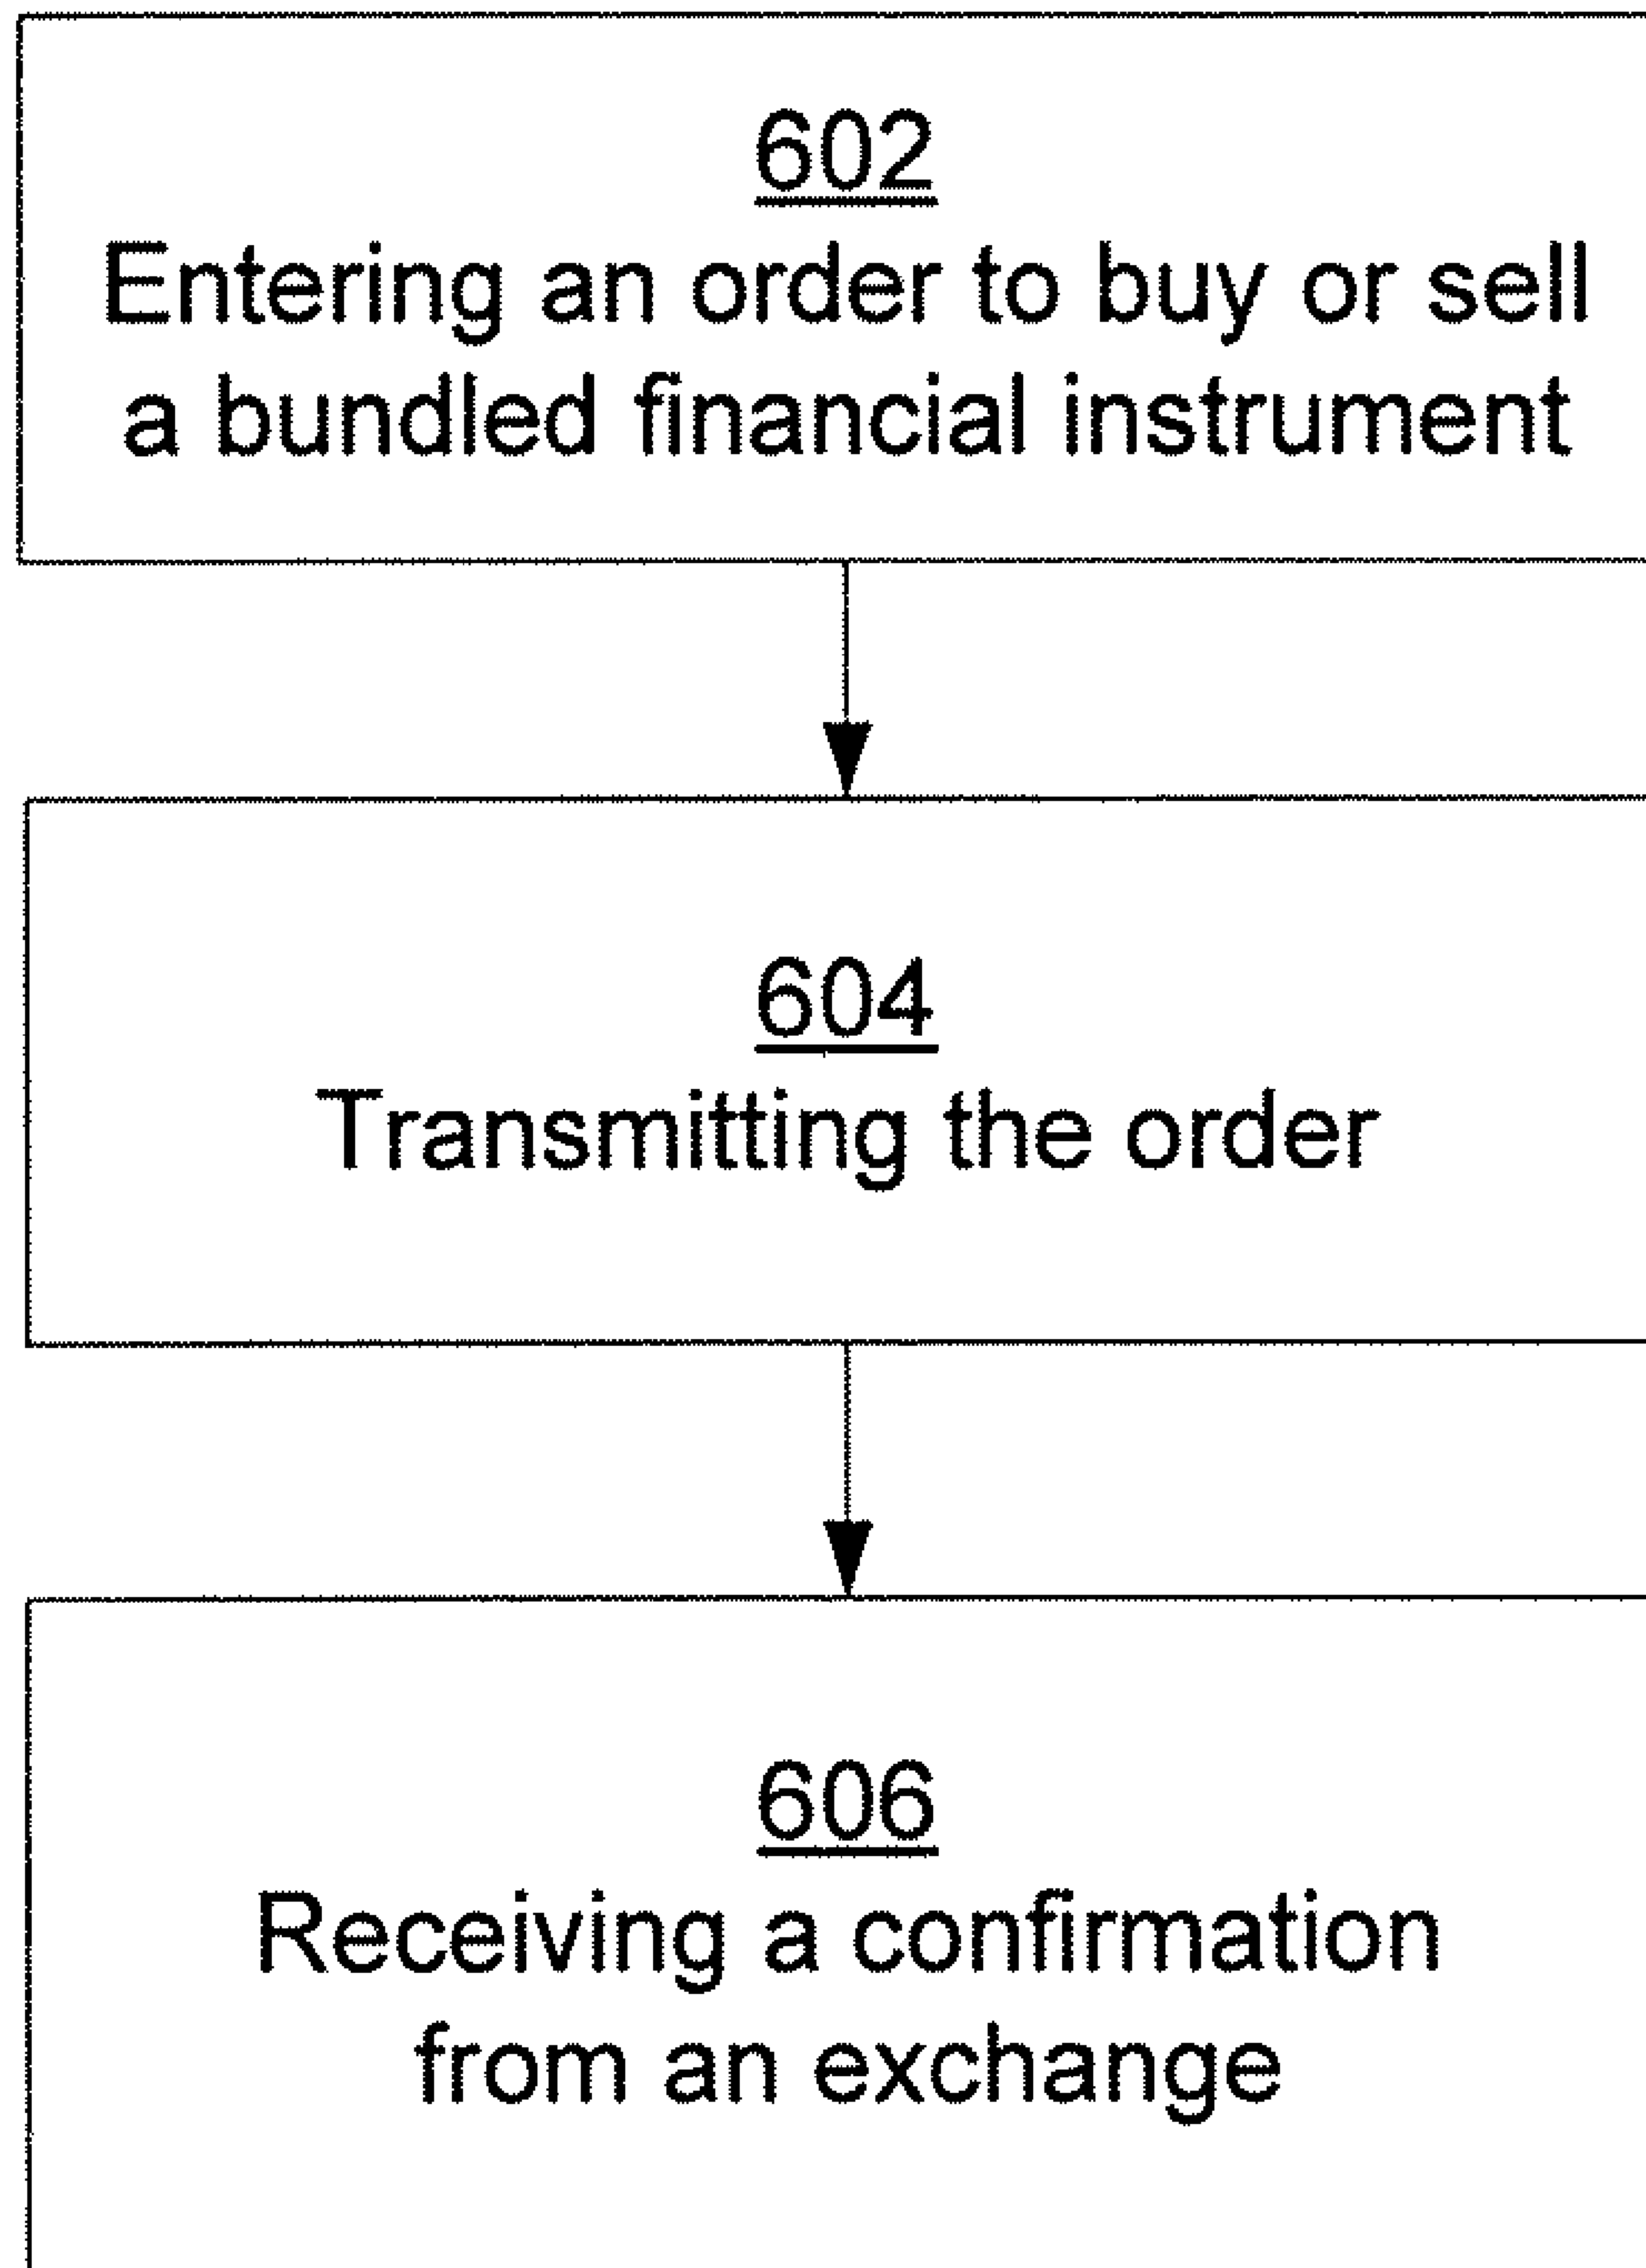 602
Entering an order to buy or sell
a bundled financial instrument
604
Transmitting the order
606
Receiving a confirmation
from an exchange